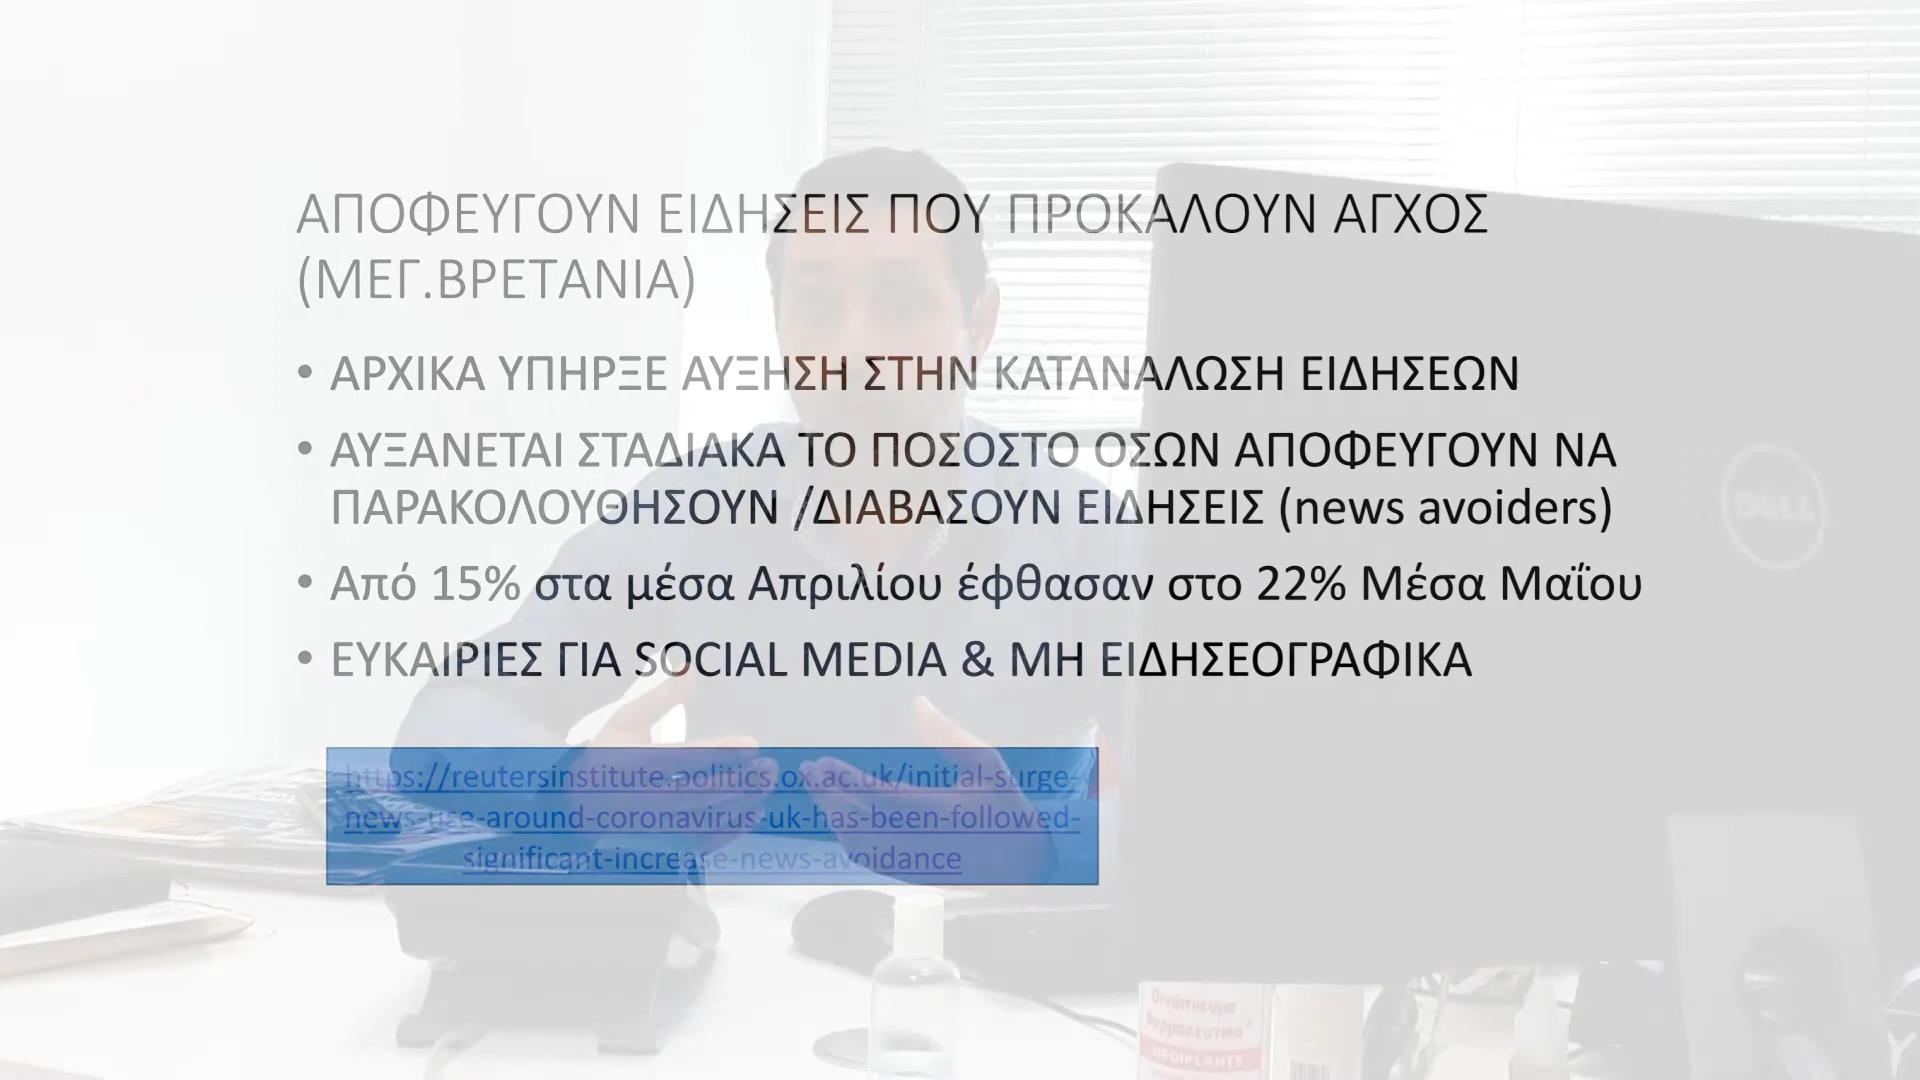 ΑΠΟΦΕΥΓΟΥΝ ΕΙΔΗΣΕΙΣ ΠΟΥ ΠΡΟΚΑΛΟΥΝ ΑΓΧΟΣ
(ΜΕΓ.ΒΡΕΤΑΝΙΑ)
• ΑΡΧΙΚΑ ΥΠΗΡΞΕ ΑΥΞΗΣΗ ΣΤΗΝ ΚΑΤΑΝΑΛΩΣΗ ΕΙΔΗΣΕΩΝ
• ΑΥΞΑΝΕΤΑΙ ΣΤΑΔΙΑΚΑ ΤΟ ΠΟΣΟΣΤΟ ΟΣΩΝ ΑΠΟΦΕΥΓΟΥΝ ΝΑ
ΠΑΡΑΚΟΛΟΥΘΗΣΟΥΝ /ΔΙΑΒΑΣΟΥΝ ΕΙΔΗΣΕΙΣ (news avoiders)
• Από 15% στα μέσα Απριλίου έφθασαν στο 22% Μέσα Μαΐου
• ΕΥΚΑΙΡΙΕΣ ΓΙΑ SOCIAL MEDIA & ΜΗ ΕΙΔΗΣΕΟΓΡΑΦΙΚΑ
https://reutersinstitute.politics.ox.ac.uk/initial-surge-
news-use-around-coronavirus-uk-has-been-followed-
significant-increase-news-avoidance
DELL
Οινόπνευμα
φαρμακευτικό
MEDIPLANTS